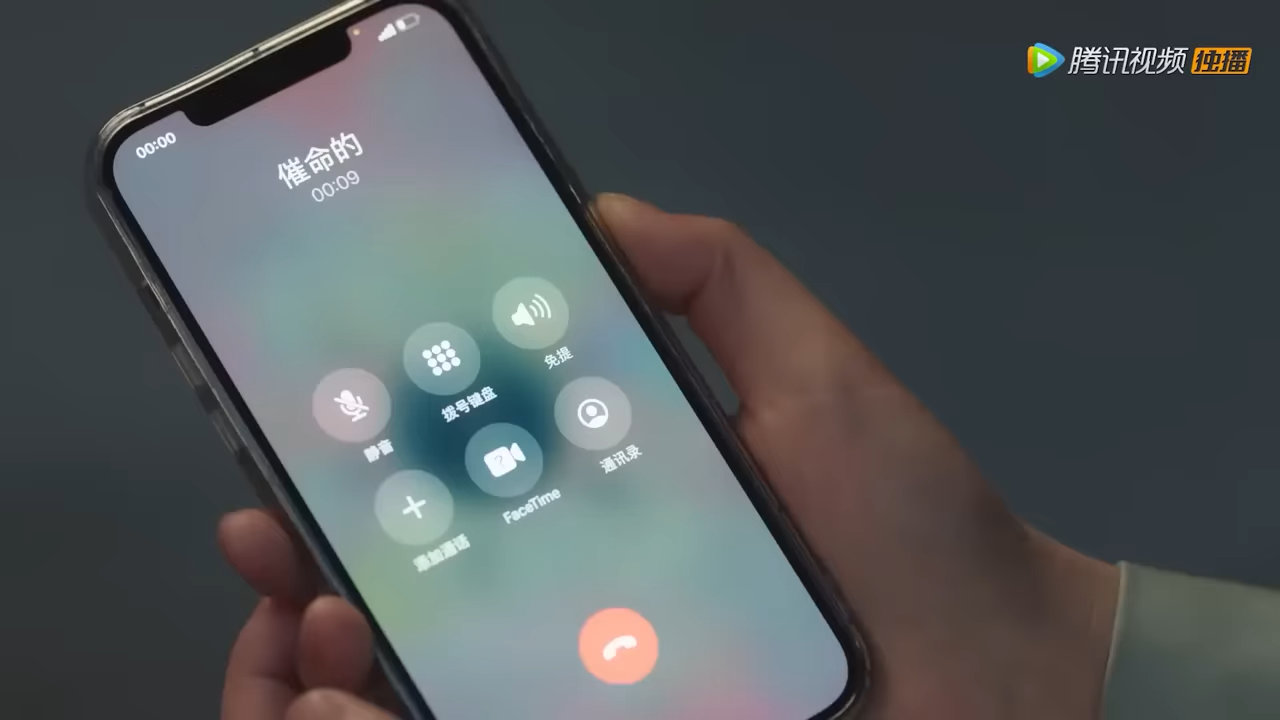 腾讯视频 独播
00:00
催命的
00:09
静音
拨号键盘
免提
添加通话
FaceTime
通讯录